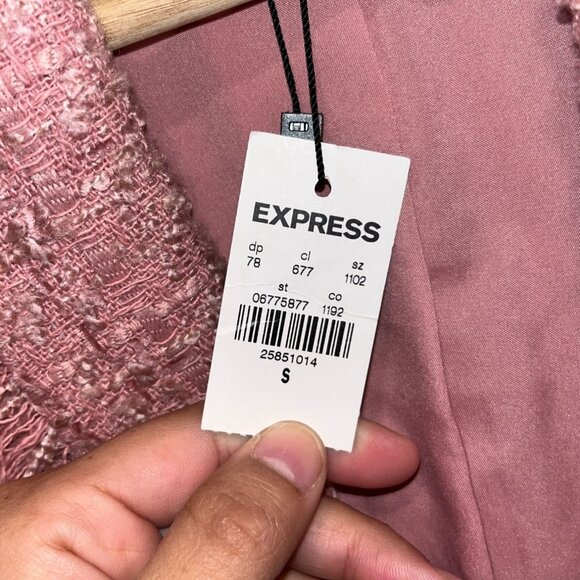 EXPRESS
dp cl sz
78 677 1102
st co
06775877 1192
25851014
S